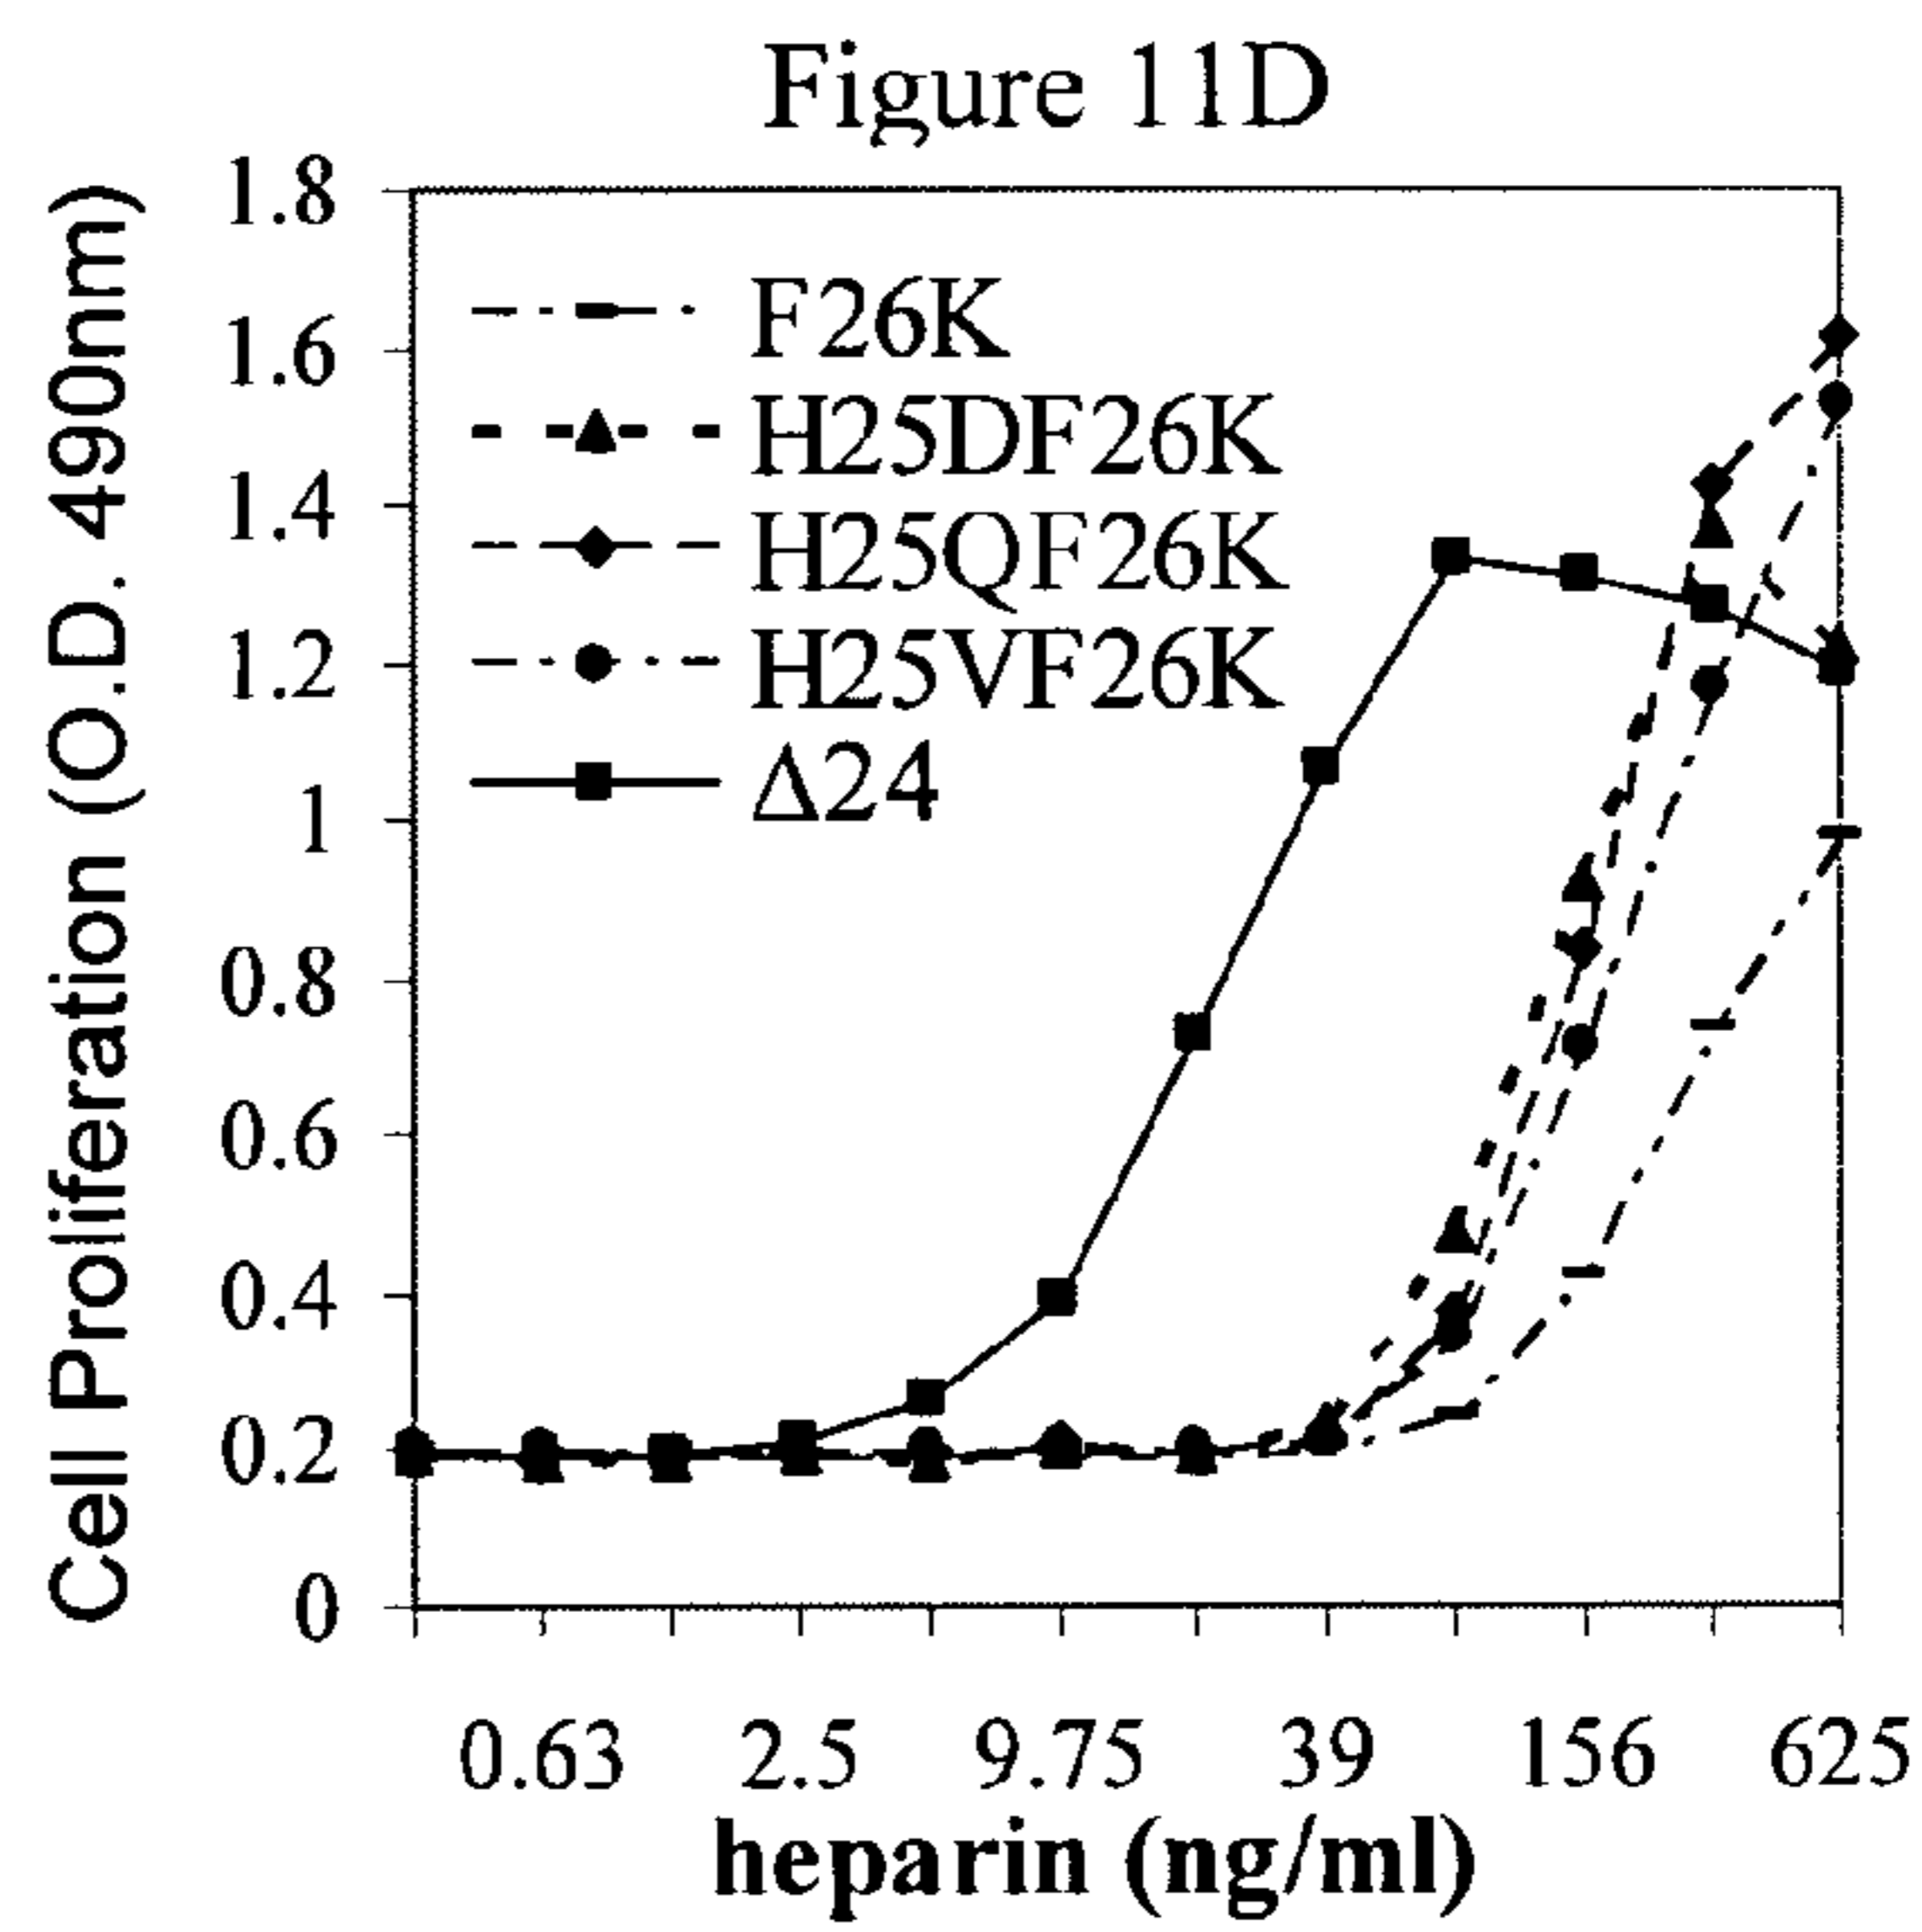 Figure 11D
Cell Proliferation (O.D. 490nm)
1.8
1.6
1.4
1.2
1
0.8
0.6
0.4
0.2
0
F26K
H25DF26K
H25QF26K
H25VF26K
Δ24
0.63 2.5 9.75 39 156 625
heparin (ng/ml)